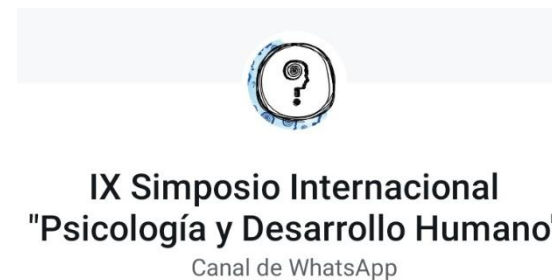 IX Simposio Internacional
"Psicología y Desarrollo Humano"
Canal de WhatsApp